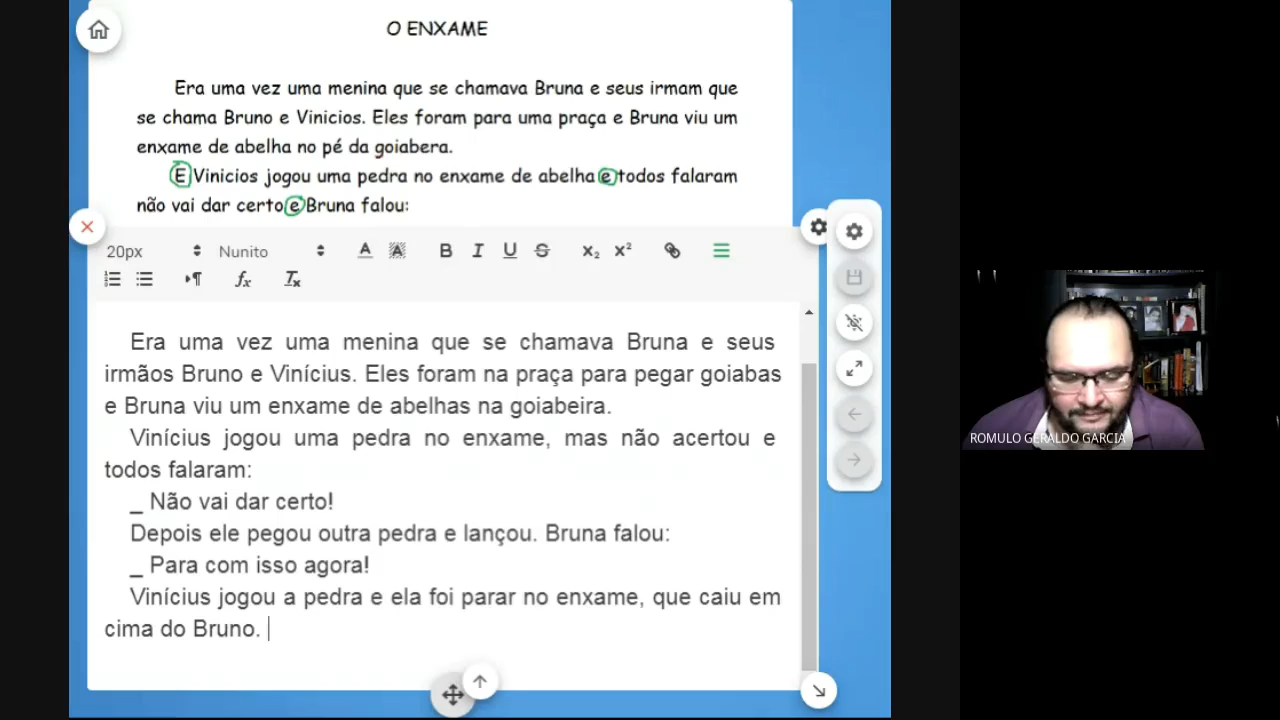 O ENXAME
Era uma vez uma menina que se chamava Bruna e seus irmam que
se chama Bruno e Vinicios. Eles foram para uma praça e Bruna viu um
enxame de abelha no pé da goiabera.
E Vinicios jogou uma pedra no enxame de abelha e todos falaram
não vai dar certo e Bruna falou:
20px Nunito A A B I U S X₂ X²
fx Tx
Era uma vez uma menina que se chamava Bruna e seus
irmãos Bruno e Vinícius. Eles foram na praça para pegar goiabas
e Bruna viu um enxame de abelhas na goiabeira.
Vinícius jogou uma pedra no enxame, mas não acertou e
todos falaram:
_ Não vai dar certo!
Depois ele pegou outra pedra e lançou. Bruna falou:
_ Para com isso agora!
Vinícius jogou a pedra e ela foi parar no enxame, que caiu em
cima do Bruno.
ROMULO GERALDO GARCIA